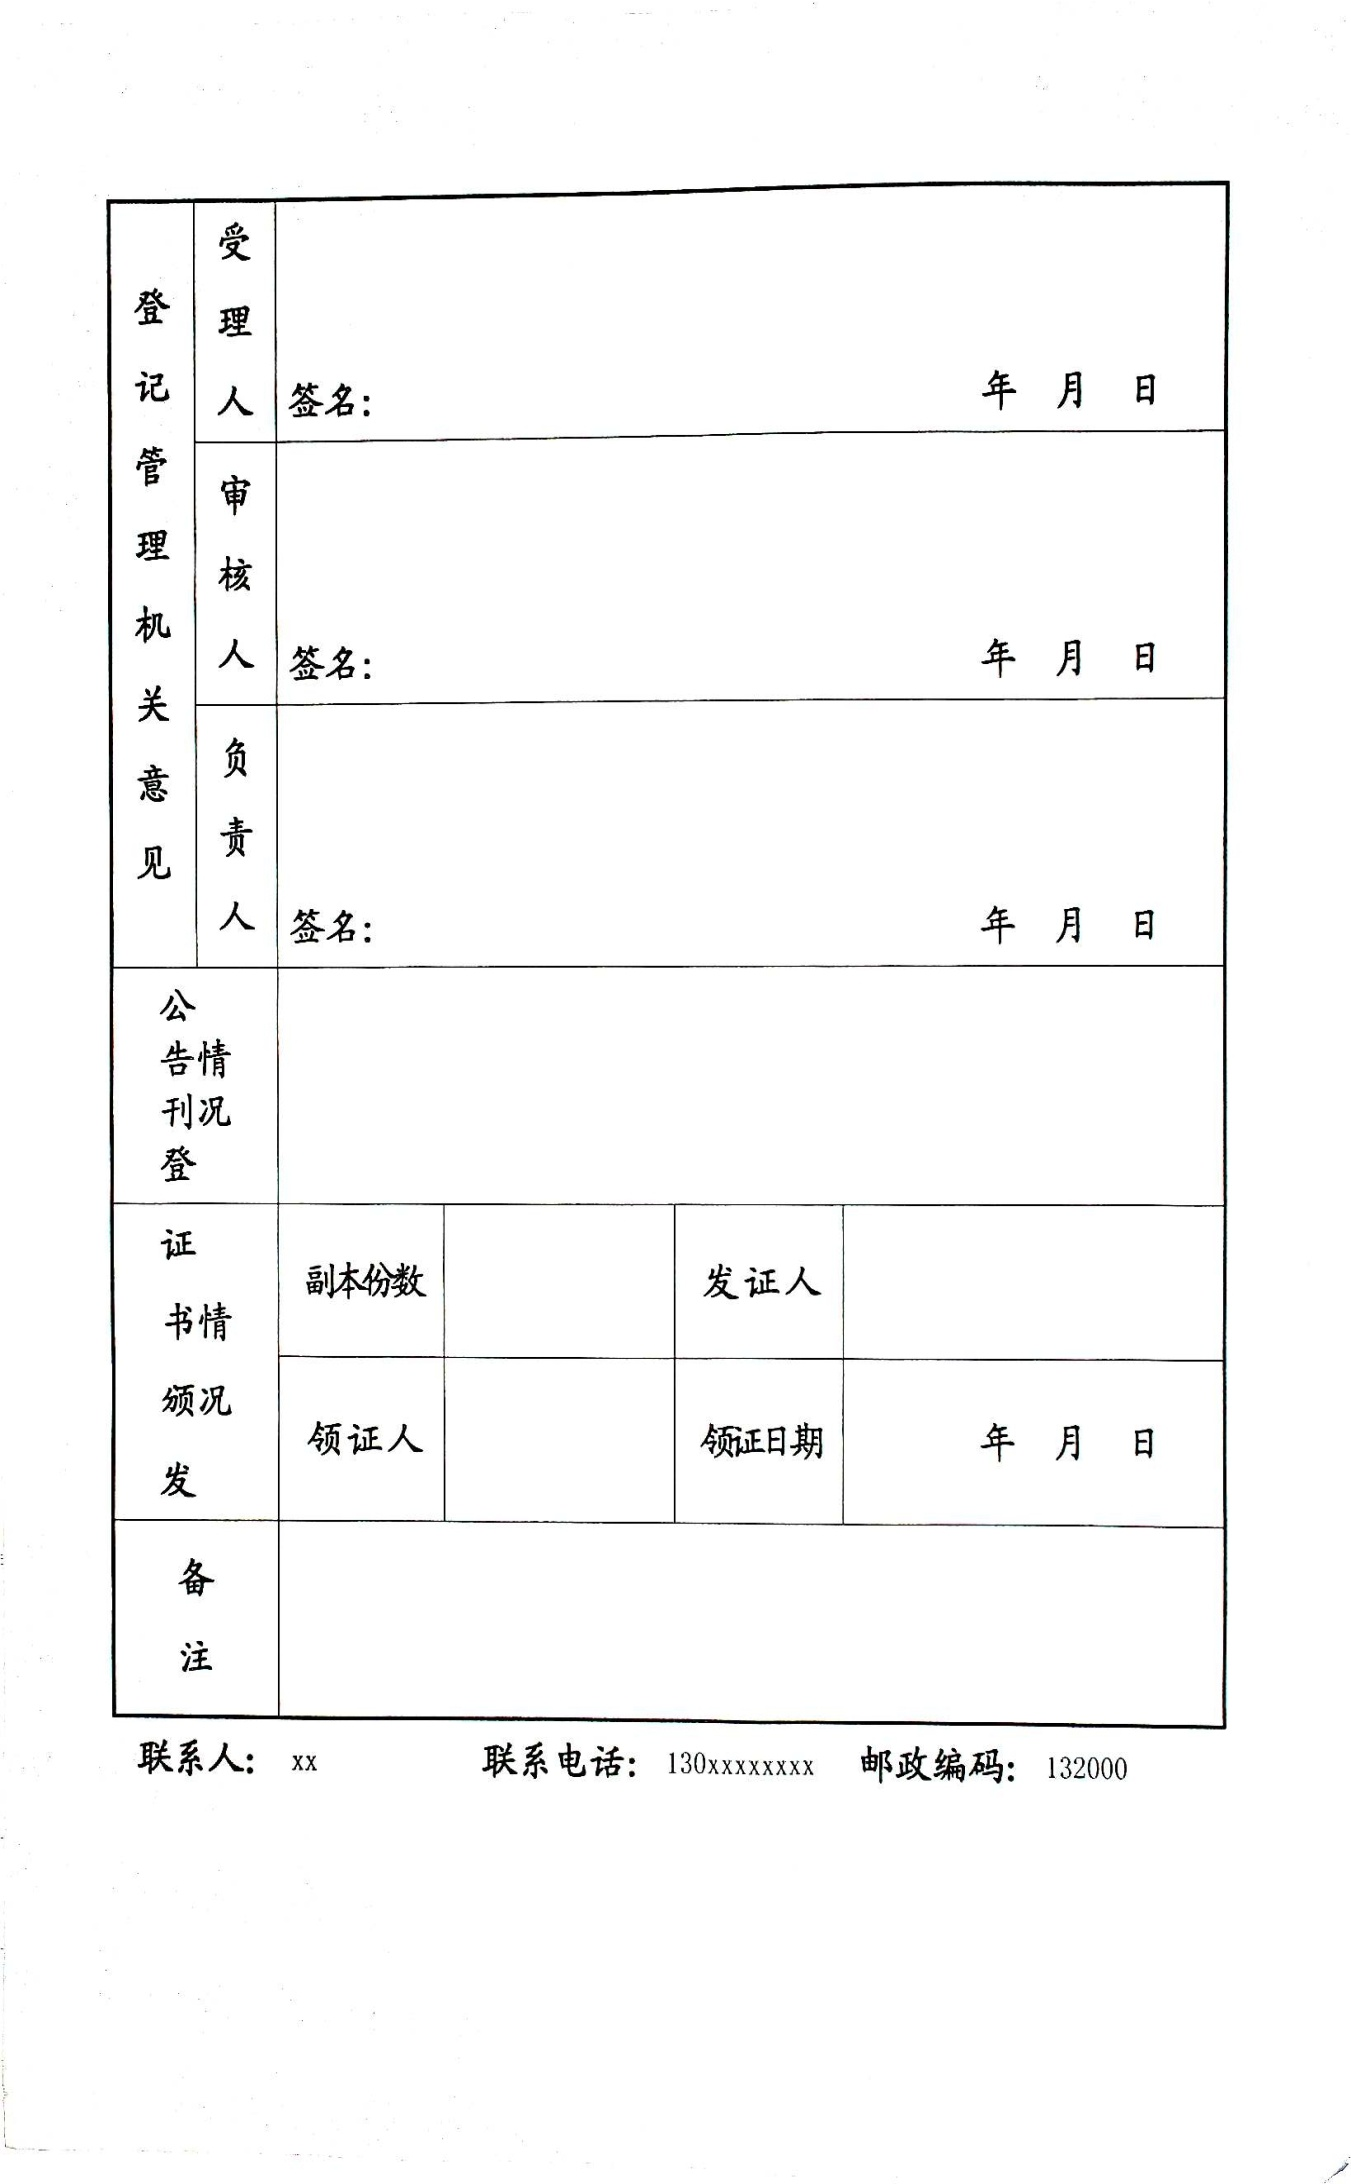 登记管理机关意见
受理人
签名： 年 月 日
审核人
签名： 年 月 日
负责人
签名： 年 月 日
公告刊登情况
证书颁发情况
副本份数 发证人
领证人 领证日期 年 月 日
备注
联系人： xx 联系电话： 130xxxxxxxx 邮政编码： 132000